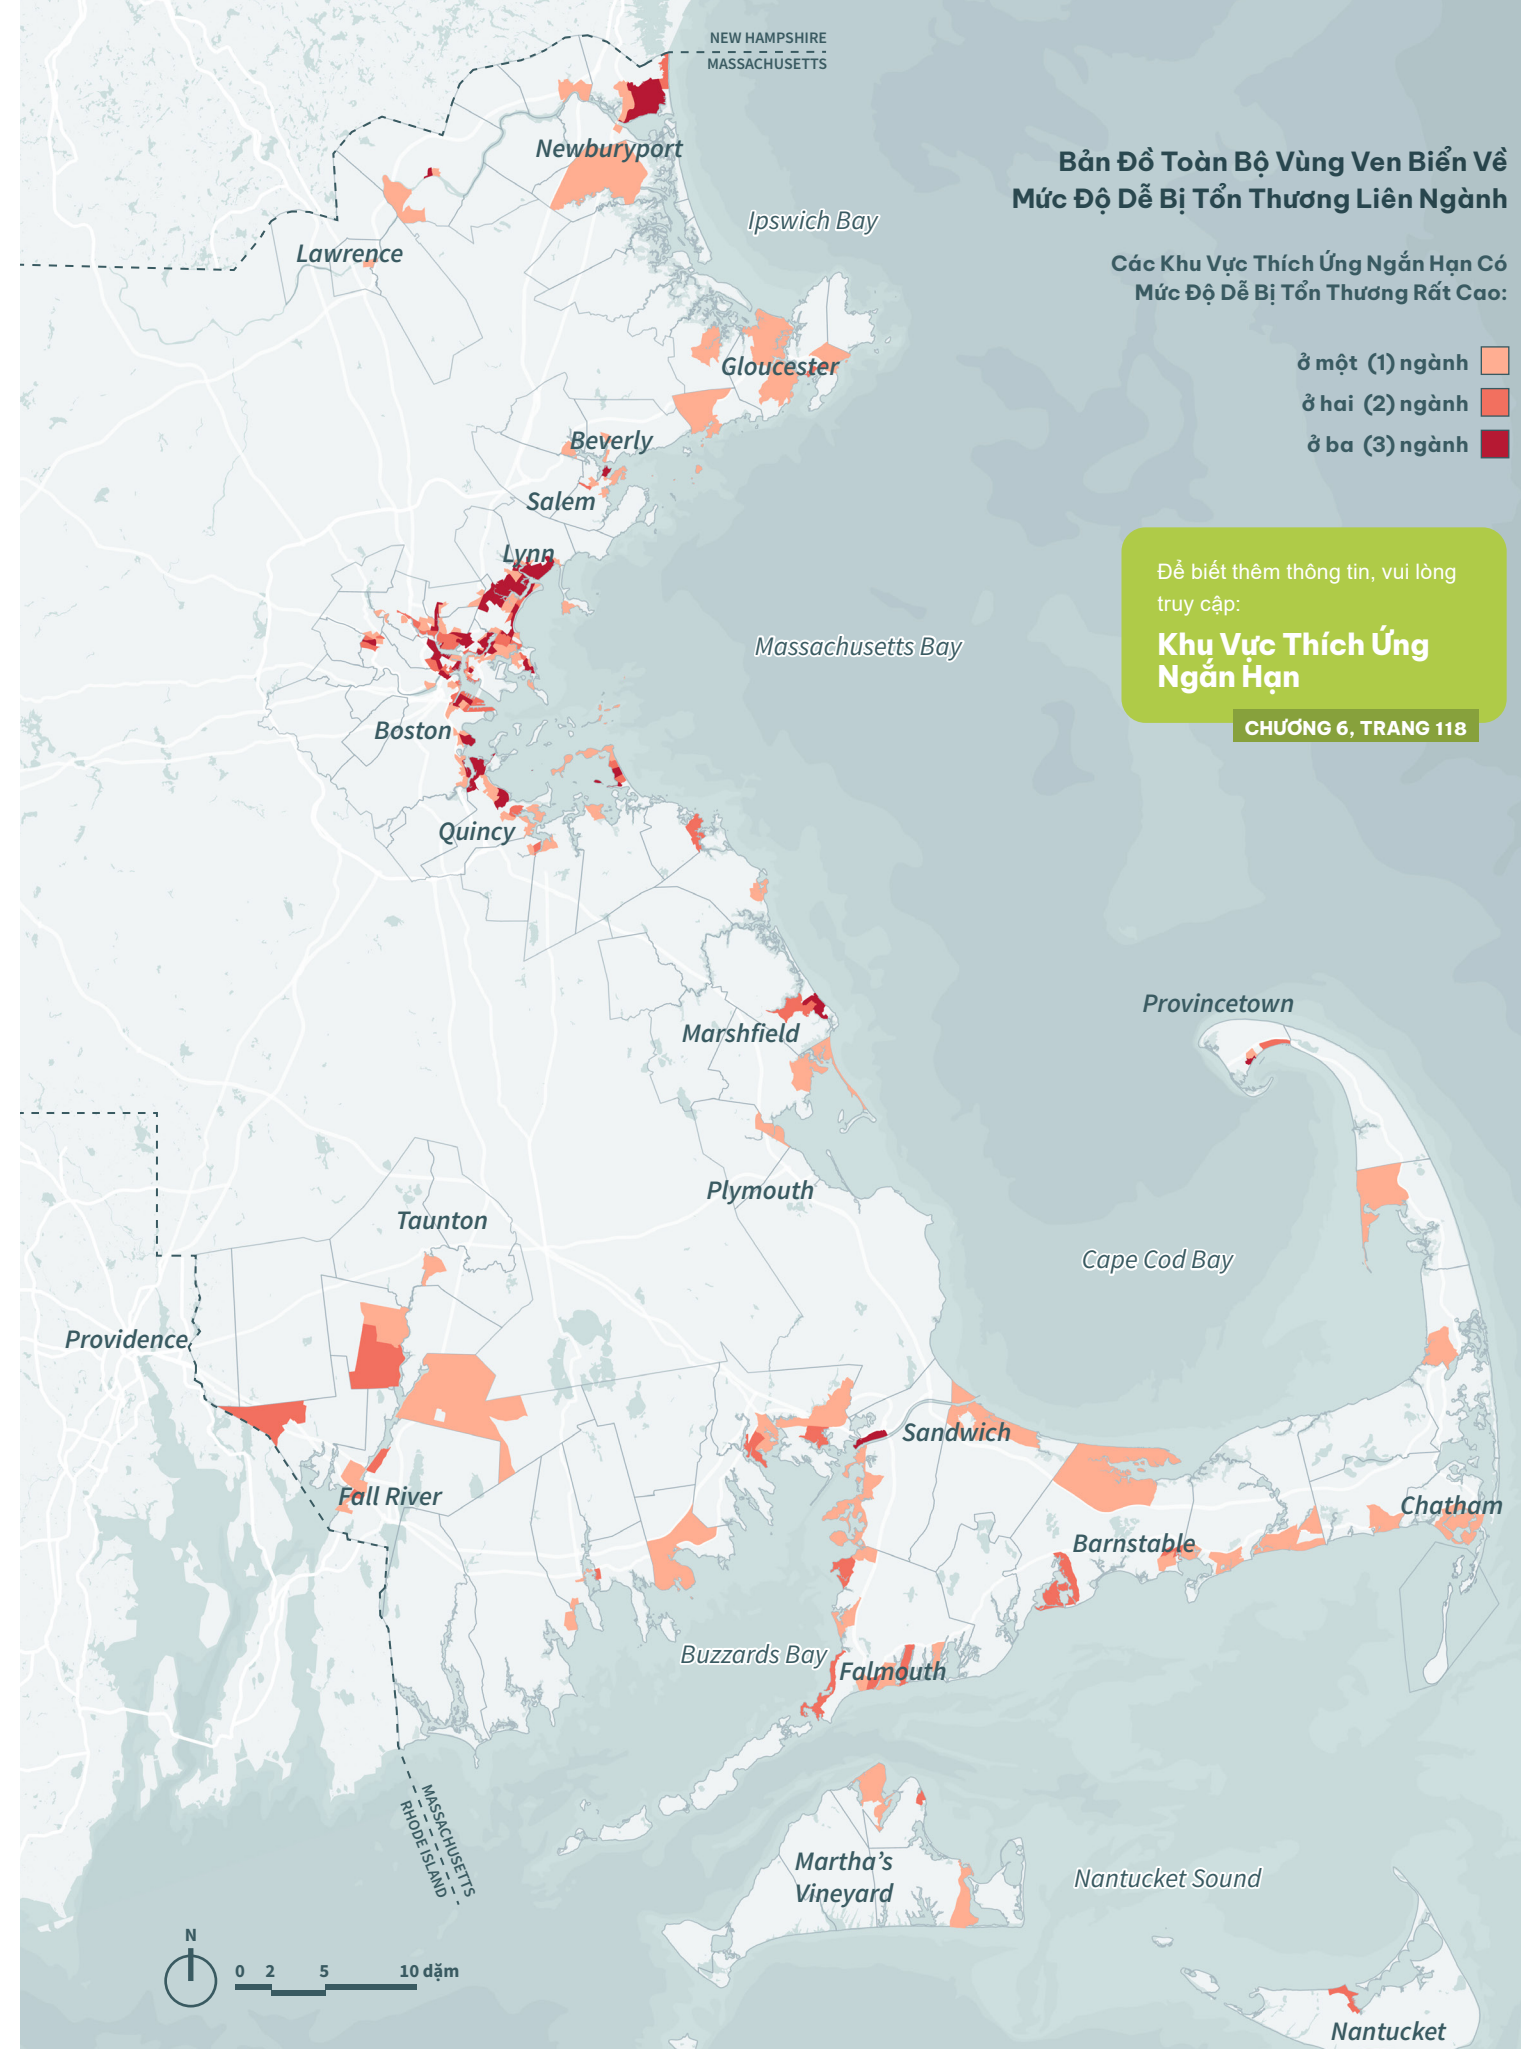 NEW HAMPSHIRE
MASSACHUSETTS
Bản Đồ Toàn Bộ Vùng Ven Biển Về
Mức Độ Dễ Bị Tổn Thương Liên Ngành
Các Khu Vực Thích Ứng Ngắn Hạn Có
Mức Độ Dễ Bị Tổn Thương Rất Cao:
ở một (1) ngành
ở hai (2) ngành
ở ba (3) ngành
Để biết thêm thông tin, vui lòng
truy cập:
Khu Vực Thích Ứng
Ngắn Hạn
CHƯƠNG 6, TRANG 118
Newburyport
Ipswich Bay
Lawrence
Gloucester
Beverly
Salem
Lynn
Massachusetts Bay
Boston
Quincy
Provincetown
Marshfield
Plymouth
Taunton
Cape Cod Bay
Providence
Sandwich
Fall River
Chatham
Barnstable
Buzzards Bay
Falmouth
MASSACHUSETTS
RHODE ISLAND
Martha’s
Vineyard
Nantucket Sound
N
0 2 5 10 dặm
Nantucket